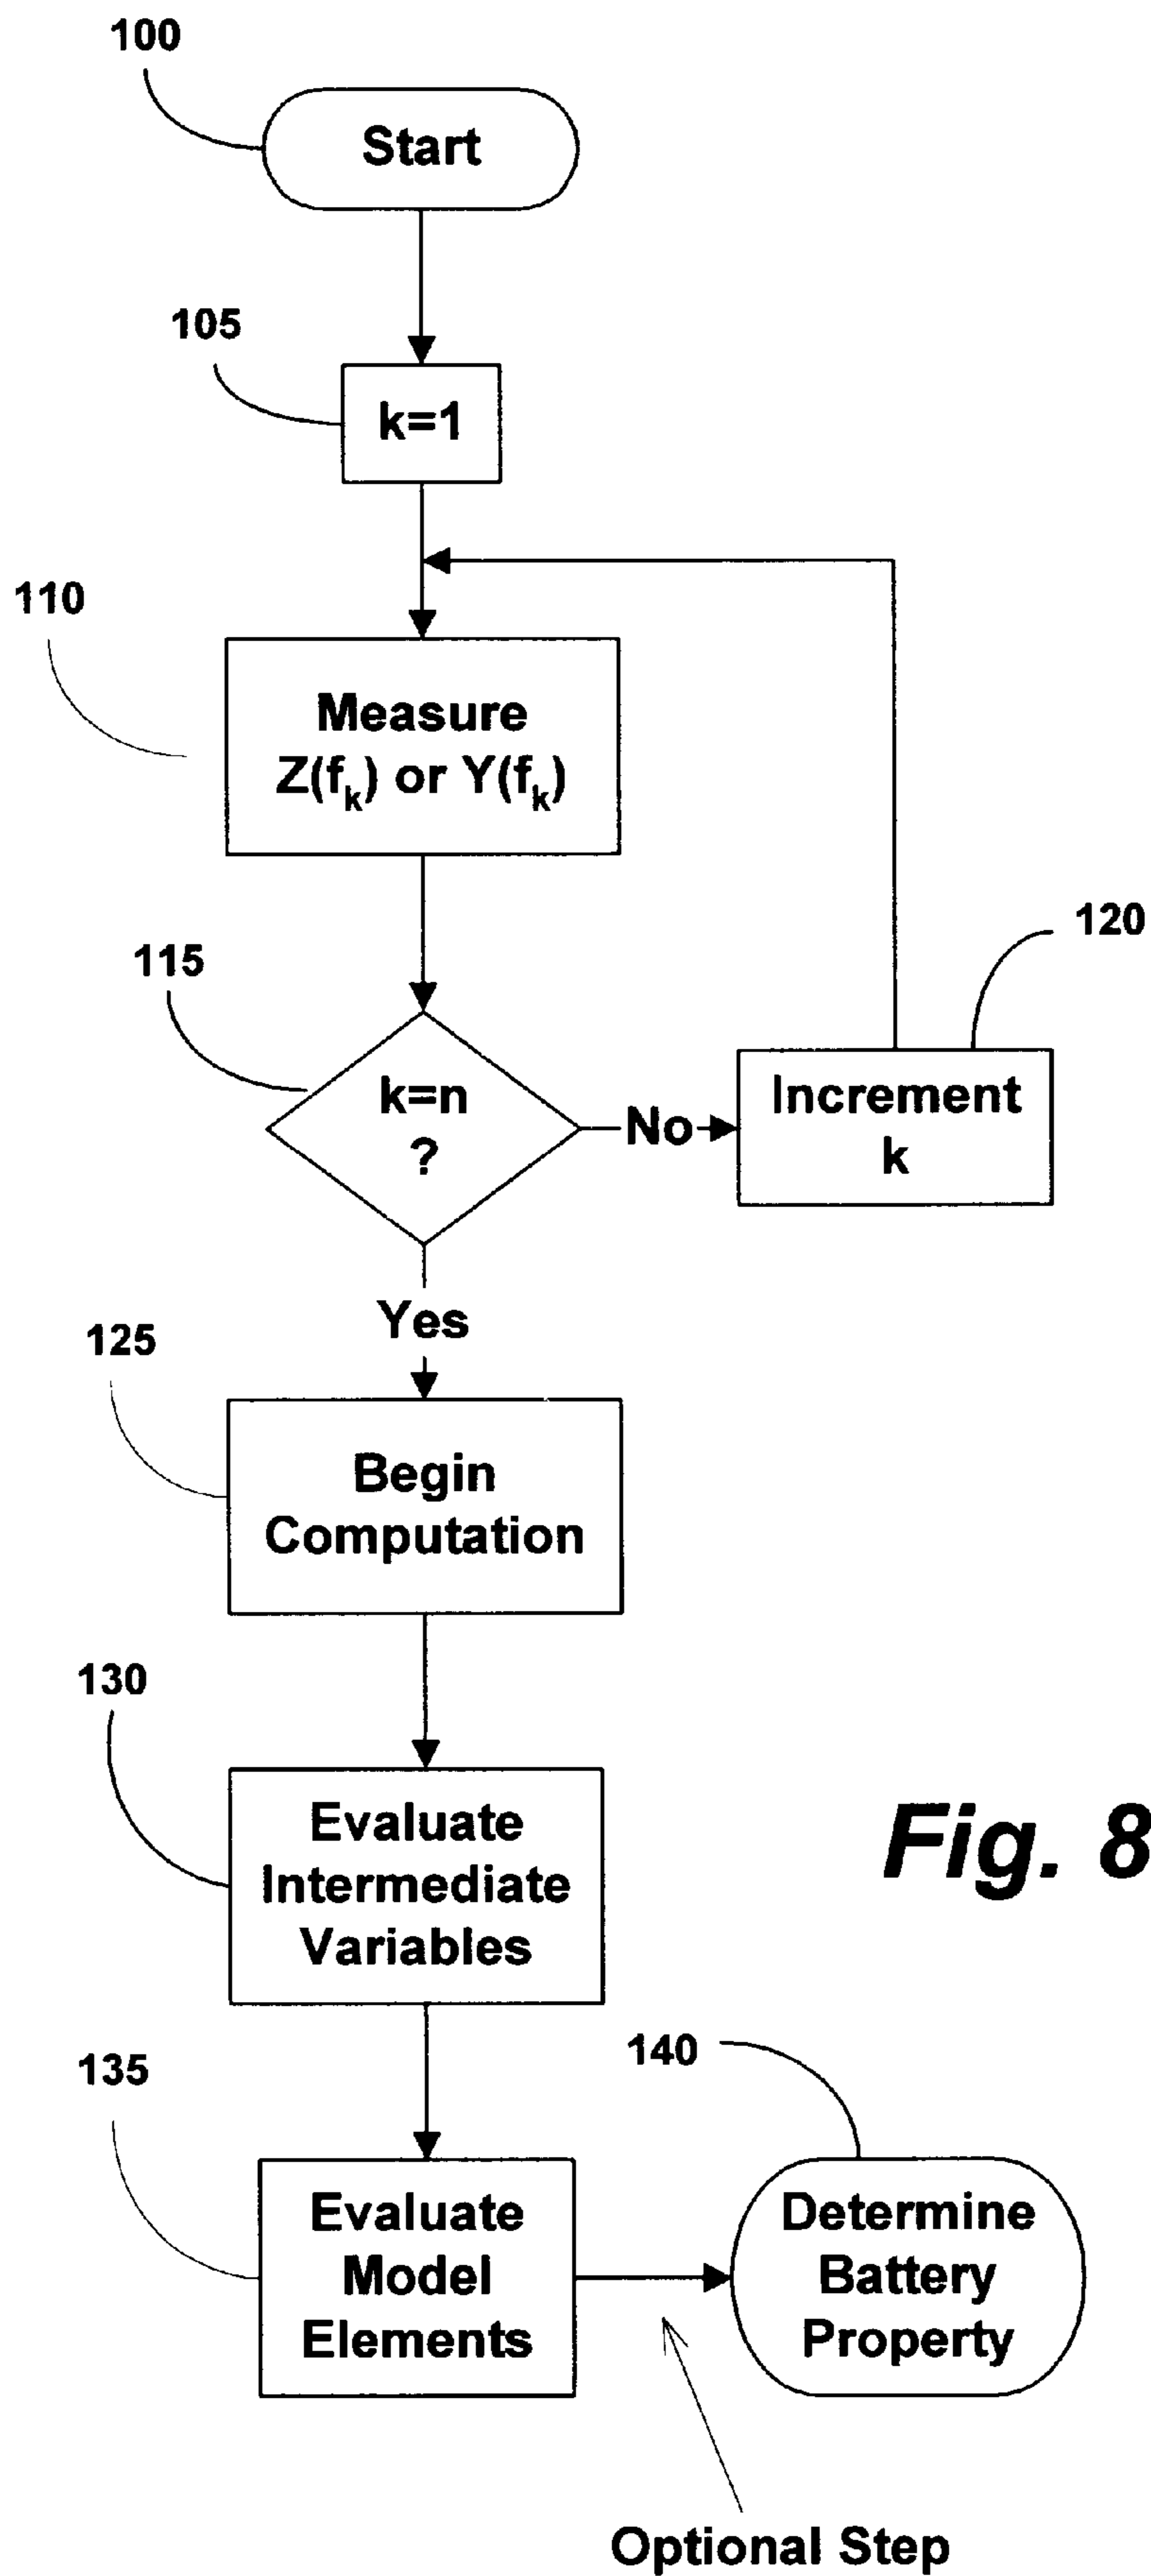 100
Start
105
k=1
110
Measure
Z(fk) or Y(fk)
115
k=n
?
No
120
Increment
k
Yes
125
Begin
Computation
130
Evaluate
Intermediate
Variables
Fig. 8
135
Evaluate
Model
Elements
140
Determine
Battery
Property
Optional Step